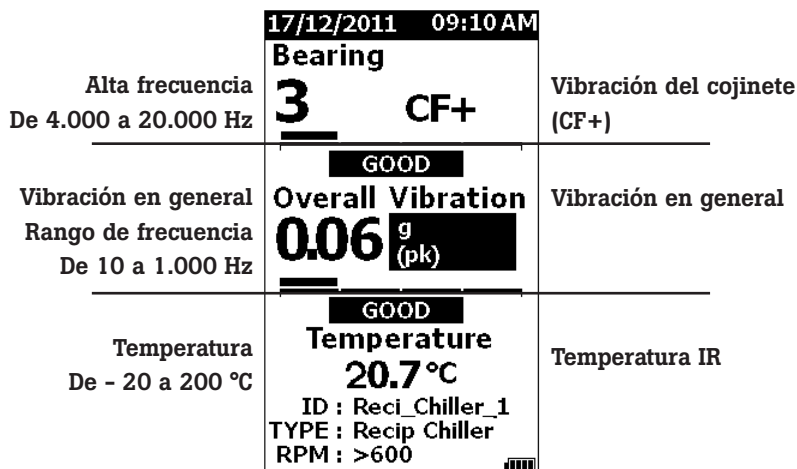 17/12/2011 09:10 AM
Bearing
Alta frecuencia
De 4.000 a 20.000 Hz
3 CF+
Vibración del cojinete
(CF+)
GOOD
Vibración en general
Rango de frecuencia
De 10 a 1.000 Hz
Overall Vibration
0.06 g
(pk)
Vibración en general
GOOD
Temperatura
De - 20 a 200 °C
Temperature
20.7 °C
Temperatura IR
ID : Reci_Chiller_1
TYPE : Recip Chiller
RPM : >600